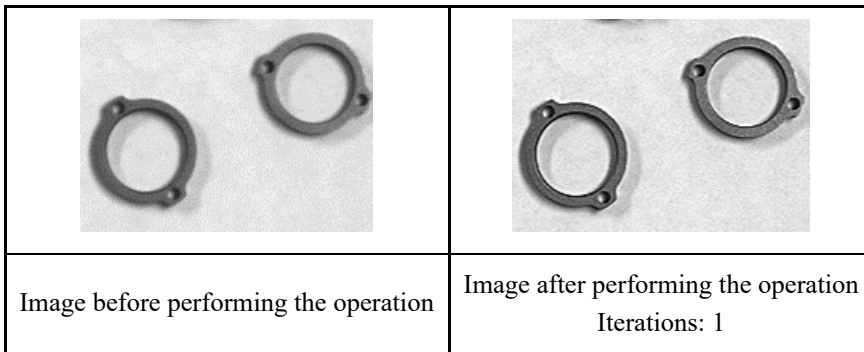 Image before performing the operation
Image after performing the operation
Iterations: 1